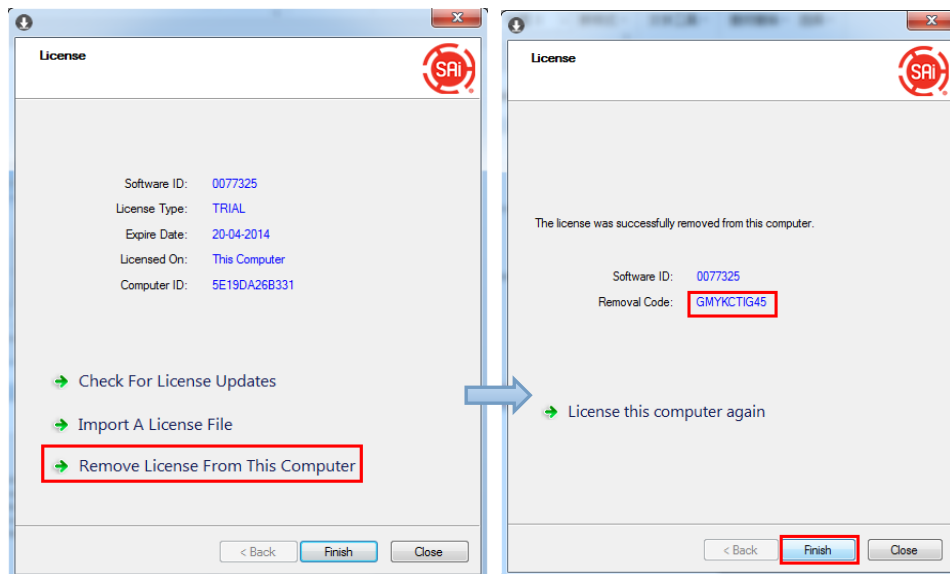 License
SAi
Software ID: 0077325
License Type: TRIAL
Expire Date: 20-04-2014
Licensed On: This Computer
Computer ID: 5E19DA26B331
Check For License Updates
Import A License File
Remove License From This Computer
< Back Finish Close
License
SAi
The license was successfully removed from this computer.
Software ID: 0077325
Removal Code: GMYKCTIG45
License this computer again
< Back Finish Close